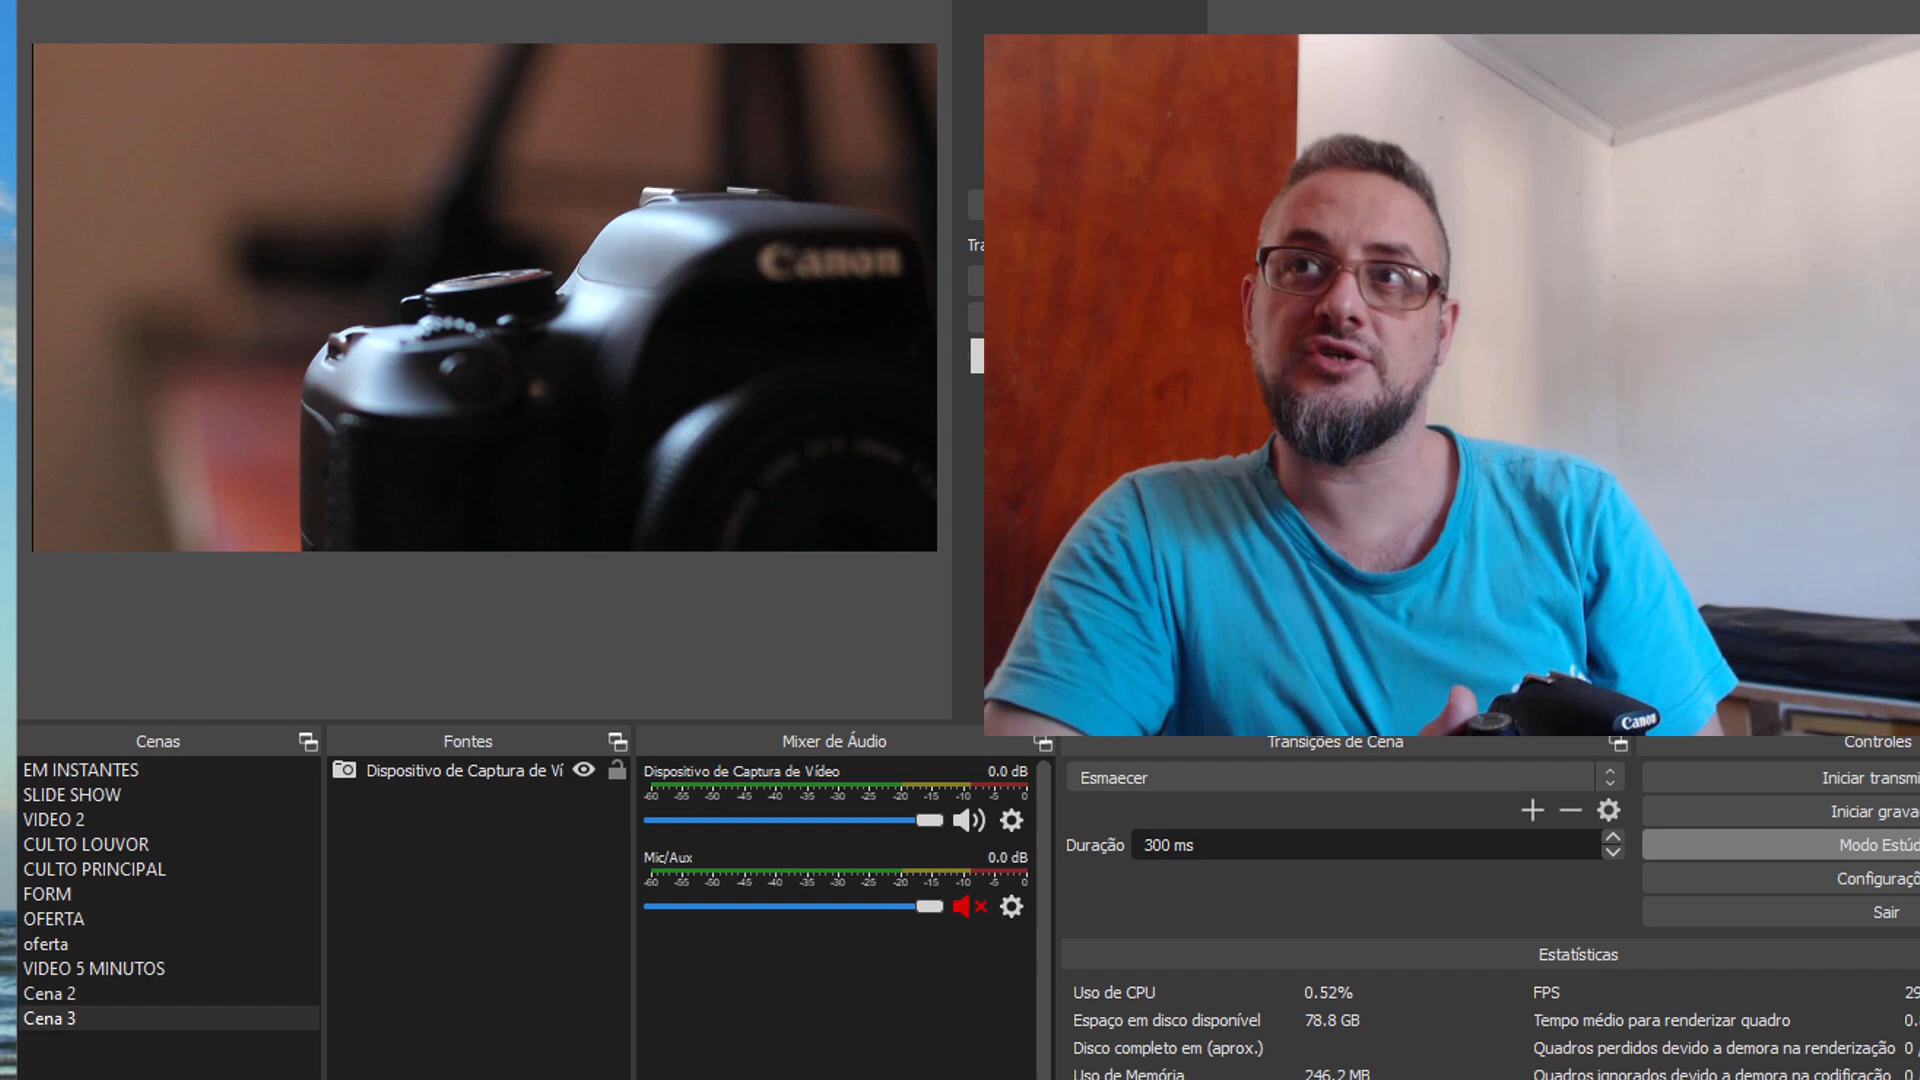 Canon
Tra
Canon
Cenas
Fontes
Mixer de Áudio
Transições de Cena
Controles
EM INSTANTES
SLIDE SHOW
VIDEO 2
CULTO LOUVOR
CULTO PRINCIPAL
FORM
OFERTA
oferta
VIDEO 5 MINUTOS
Cena 2
Cena 3
Dispositivo de Captura de Ví
Dispositivo de Captura de Vídeo 0.0 dB
-60 -55 -50 -45 -40 -35 -30 -25 -20 -15 -10 -5 0
Mic/Aux 0.0 dB
-60 -55 -50 -45 -40 -35 -30 -25 -20 -15 -10 -5 0
Esmaecer
Duração 300 ms
Iniciar transmi
Iniciar grava
Modo Estúd
Configuraçõ
Sair
Estatísticas
Uso de CPU 0.52%
Espaço em disco disponível 78.8 GB
Disco completo em (aprox.)
Uso de Memória 246.2 MB
FPS 29
Tempo médio para renderizar quadro 0.
Quadros perdidos devido a demora na renderização 0 /
Quadros ignorados devido a demora na codificação 0